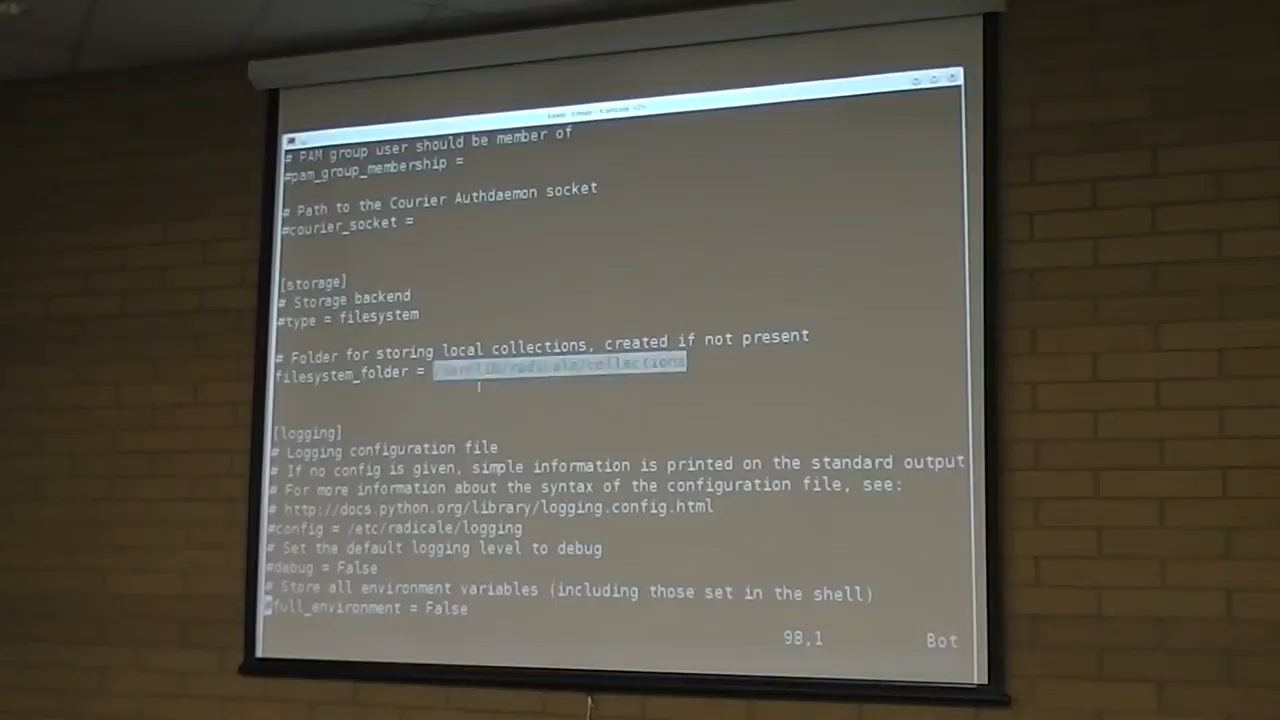 # PAM group user should be member of
#pam_group_membership =
# Path to the Courier Authdaemon socket
#courier_socket =
[storage]
# Storage backend
#type = filesystem
# Folder for storing local collections, created if not present
filesystem_folder = /var/lib/radicale/collections
[logging]
# Logging configuration file
# If no config is given, simple information is printed on the standard output
# For more information about the syntax of the configuration file, see:
# http://docs.python.org/library/logging.config.html
#config = /etc/radicale/logging
# Set the default logging level to debug
#debug = False
# Store all environment variables (including those set in the shell)
#full_environment = False
98,1 Bot